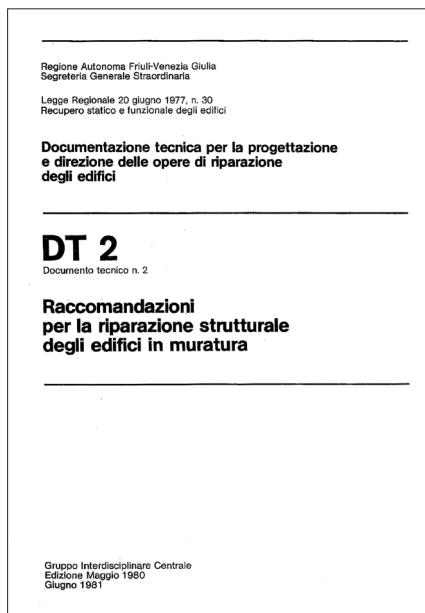 Regione Autonoma Friuli-Venezia Giulia
Segreteria Generale Straordinaria
Legge Regionale 20 giugno 1977, n. 30
Recupero statico e funzionale degli edifici
Documentazione tecnica per la progettazione
e direzione delle opere di riparazione
degli edifici
DT 2
Documento tecnico n. 2
Raccomandazioni
per la riparazione strutturale
degli edifici in muratura
Gruppo Interdisciplinare Centrale
Edizione Maggio 1980
Giugno 1981